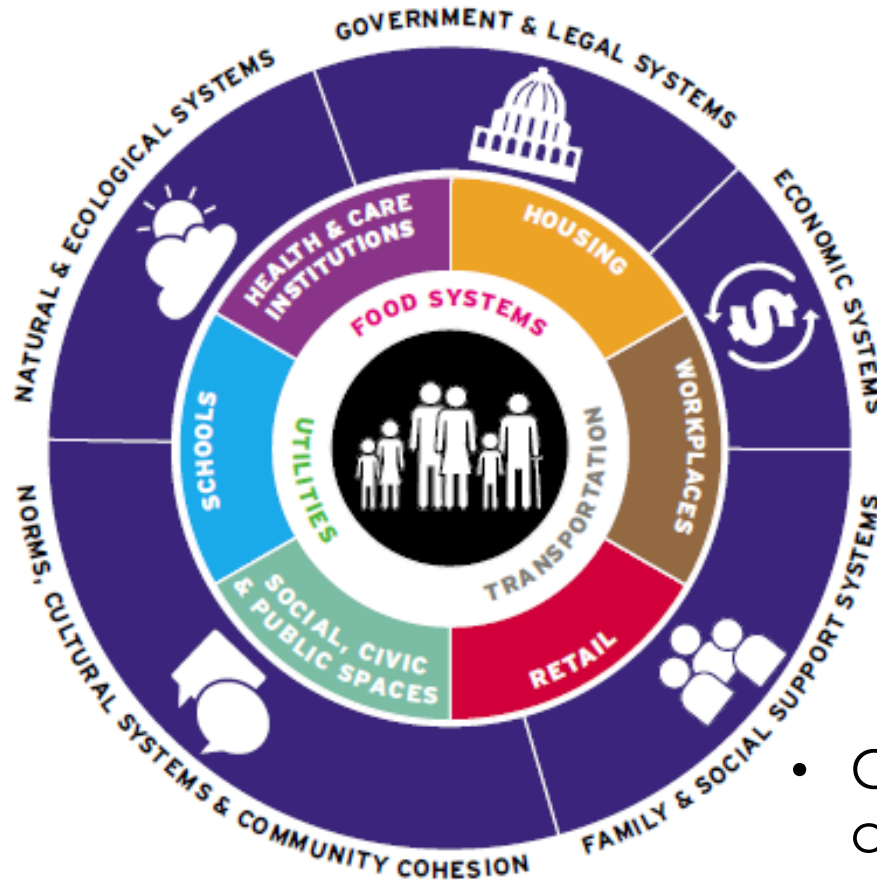 GOVERNMENT & LEGAL SYSTEMS
ECONOMIC SYSTEMS
FAMILY & SOCIAL SUPPORT SYSTEMS
NORMS, CULTURAL SYSTEMS & COMMUNITY COHESION
NATURAL & ECOLOGICAL SYSTEMS
HEALTH & CARE
INSTITUTIONS
HOUSING
WORKPLACES
RETAIL
SOCIAL, CIVIC
& PUBLIC SPACES
SCHOOLS
FOOD SYSTEMS
TRANSPORTATION
UTILITIES
$